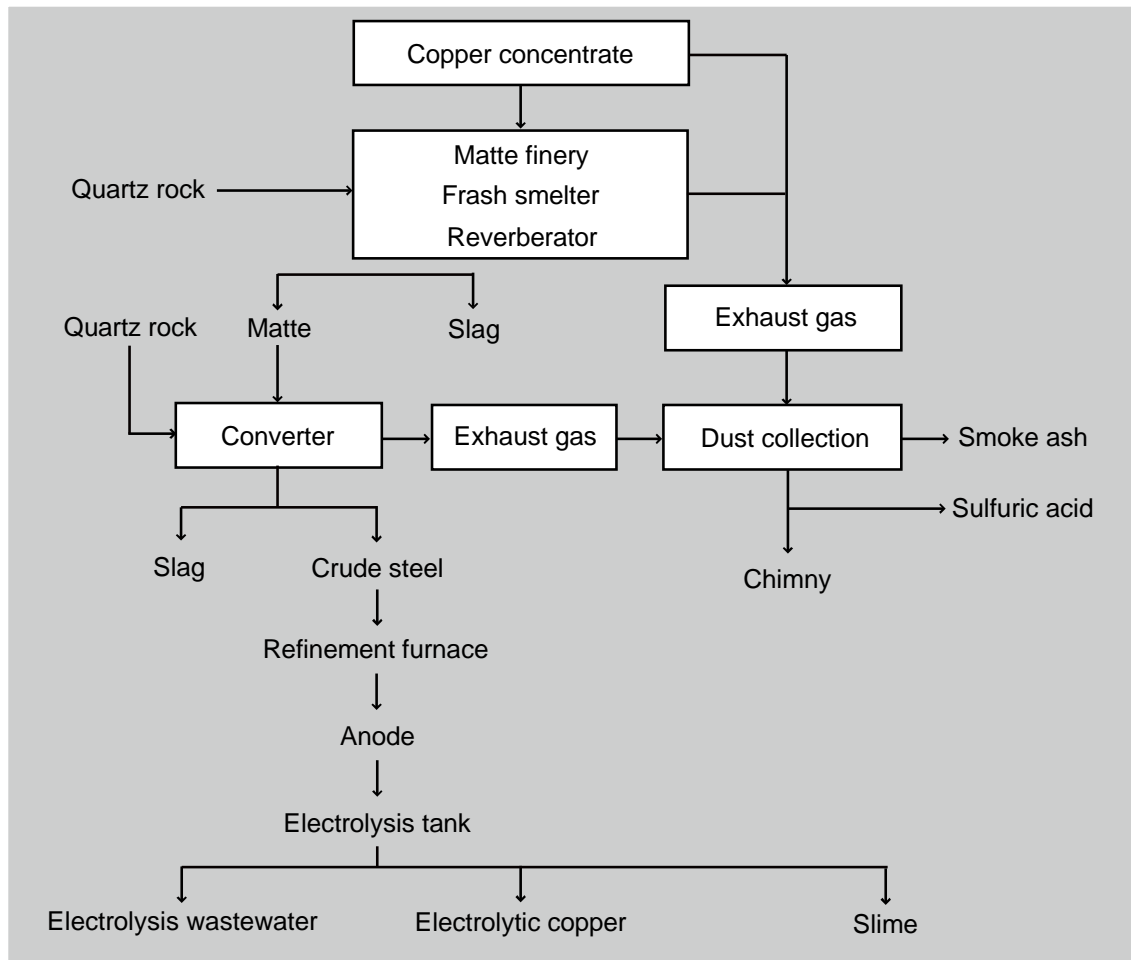 Copper concentrate
Matte finery
Quartz rock
Frash smelter
Reverberator
Exhaust gas
Quartz rock
Matte
Slag
Converter
Exhaust gas
Dust collection
Smoke ash
Sulfuric acid
Slag
Crude steel
Chimny
Refinement furnace
Anode
Electrolysis tank
Electrolysis wastewater
Electrolytic copper
Slime